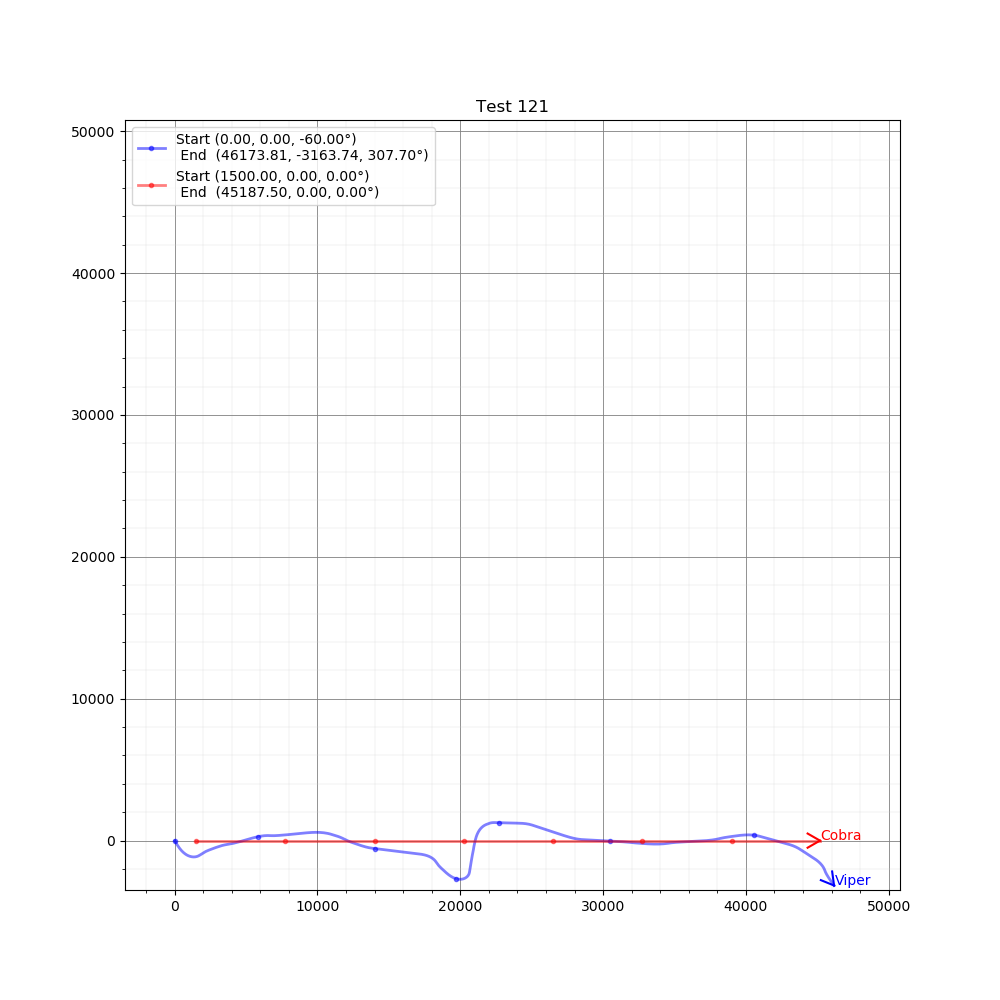 Test 121
Start (0.00, 0.00, -60.00°)
End (46173.81, -3163.74, 307.70°)
Start (1500.00, 0.00, 0.00°)
End (45187.50, 0.00, 0.00°)
50000
40000
30000
20000
10000
0
Cobra
Viper
0 10000 20000 30000 40000 50000